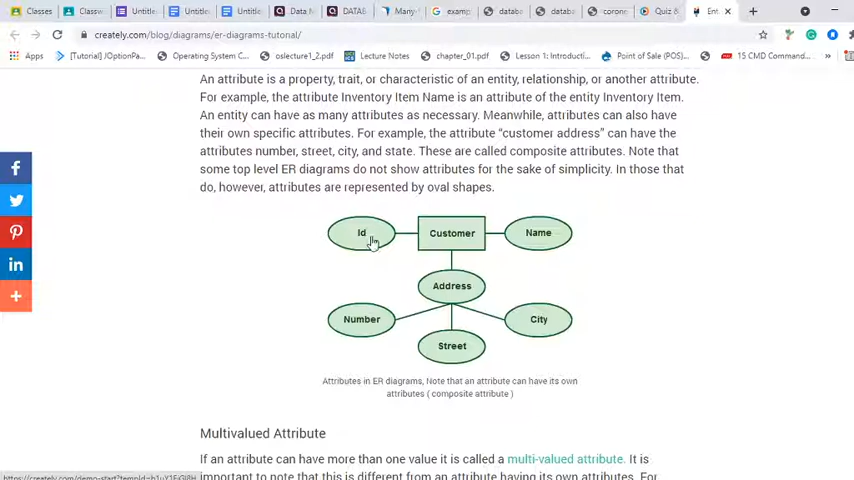 Classes
Classw
Untitle
Untitle
Untitle
Data M
DATAB
Many-
examp
datab
datab
corone
Quiz &
Ent
creately.com/blog/diagrams/er-diagrams-tutorial/
Apps
[Tutorial] JOptionPa...
Operating System C...
oslecture1_2.pdf
Lecture Notes
chapter_01.pdf
Lesson 1: Introducti...
Point of Sale (POS)...
15 CMD Command...
An attribute is a property, trait, or characteristic of an entity, relationship, or another attribute.
For example, the attribute Inventory Item Name is an attribute of the entity Inventory Item.
An entity can have as many attributes as necessary. Meanwhile, attributes can also have
their own specific attributes. For example, the attribute “customer address” can have the
attributes number, street, city, and state. These are called composite attributes. Note that
some top level ER diagrams do not show attributes for the sake of simplicity. In those that
do, however, attributes are represented by oval shapes.
Id
Customer
Name
Address
Number
City
Street
Attributes in ER diagrams, Note that an attribute can have its own
attributes ( composite attribute )
Multivalued Attribute
If an attribute can have more than one value it is called a multi-valued attribute. It is
important to note that this is different from an attribute having its own attributes. For